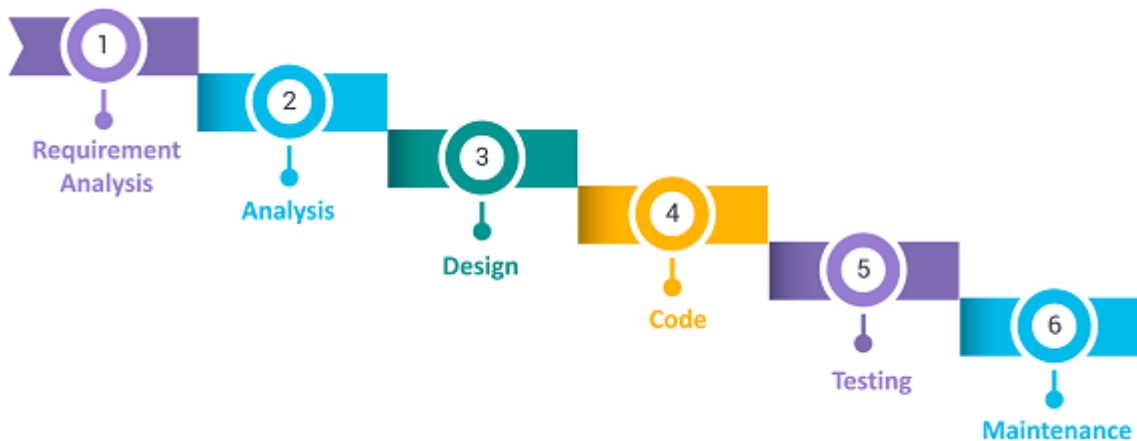 1
Requirement
Analysis
2
Analysis
3
Design
4
Code
5
Testing
6
Maintenance